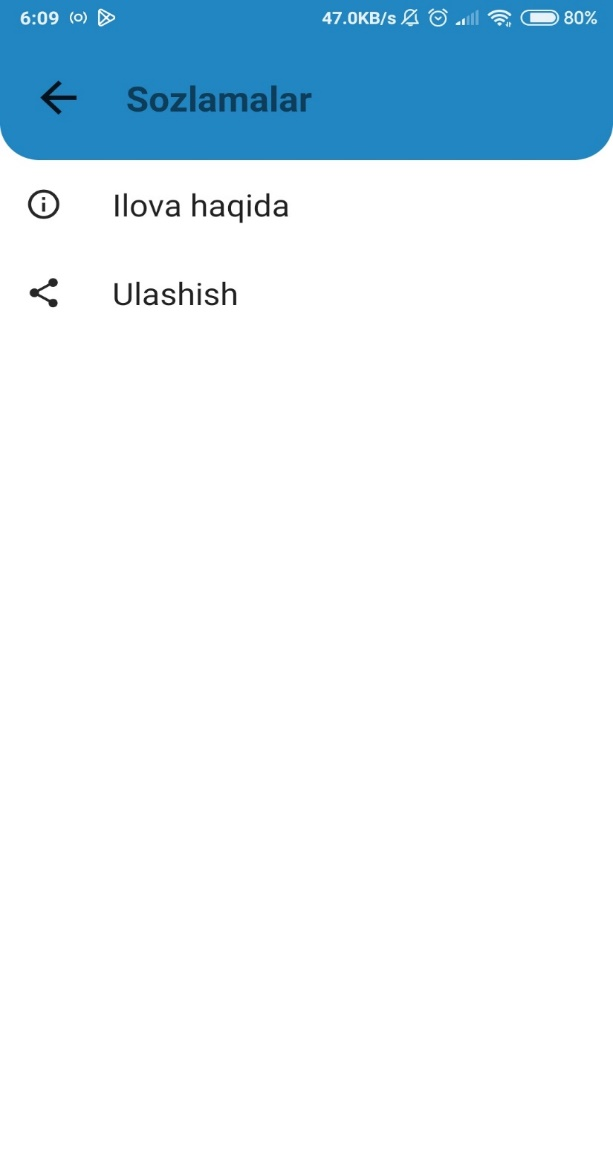 6:09 47.0KB/s 80%
Sozlamalar
Ilova haqida
Ulashish